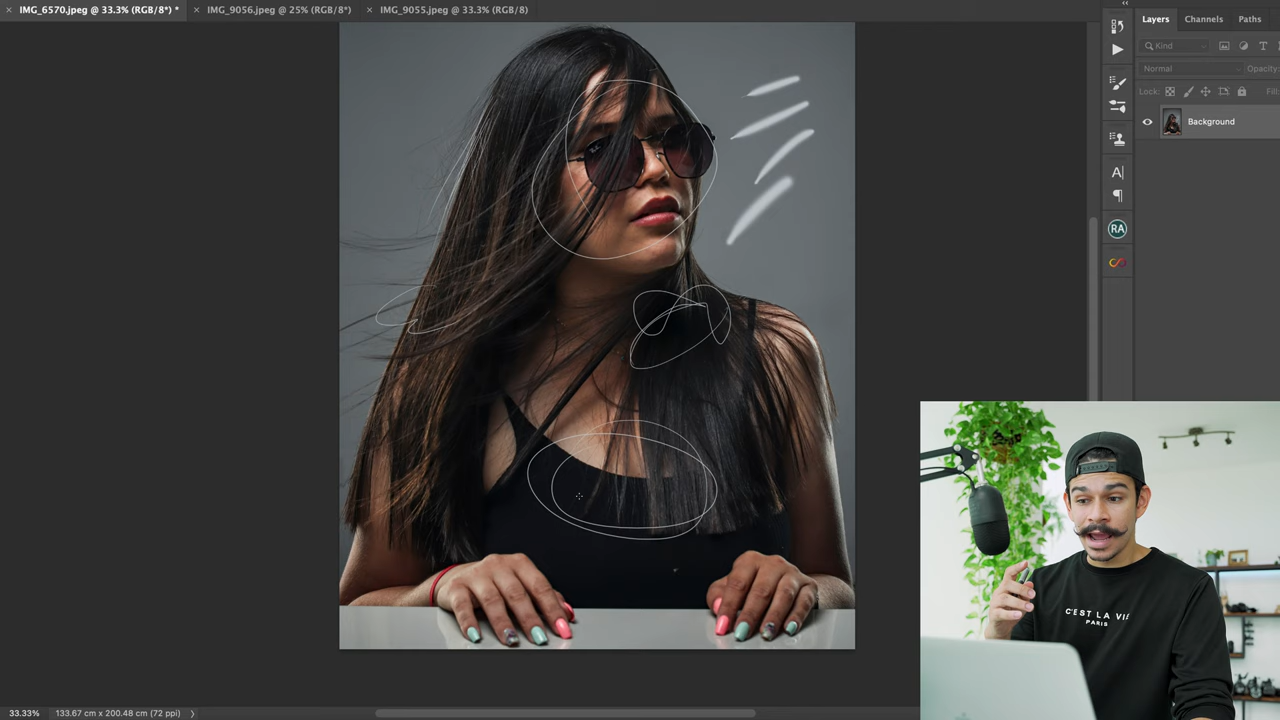 IMG_6570.jpeg @ 33.3% (RGB/8*) *
IMG_9056.jpeg @ 25% (RGB/8*)
IMG_9055.jpeg @ 33.3% (RGB/8)
Layers
Channels
Paths
Kind
Normal
Opacity:
Lock:
Fill:
Background
A|
RA
C'EST LA VIE
PARIS
33.33%
133.67 cm x 200.48 cm (72 ppi)